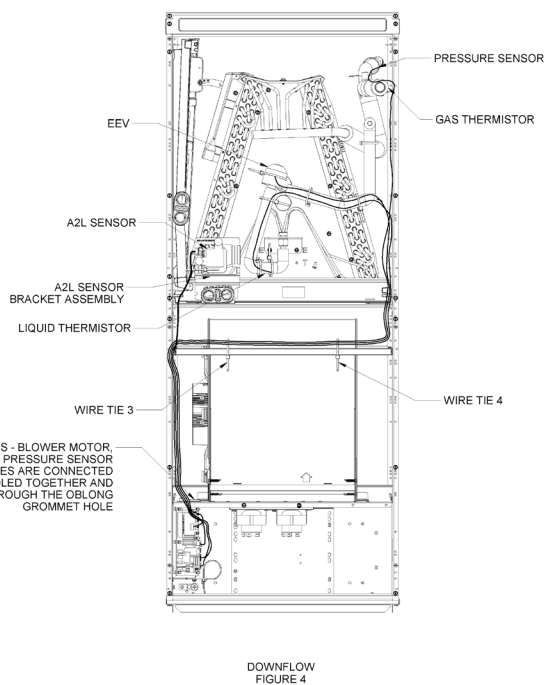 PRESSURE SENSOR
GAS THERMISTOR
EEV
A2L SENSOR
A2L SENSOR
BRACKET ASSEMBLY
LIQUID THERMISTOR
WIRE TIE 3
WIRE TIE 4
S - BLOWER MOTOR,
PRESSURE SENSOR
ES ARE CONNECTED
DLED TOGETHER AND
ROUGH THE OBLONG
GROMMET HOLE
DOWNFLOW
FIGURE 4